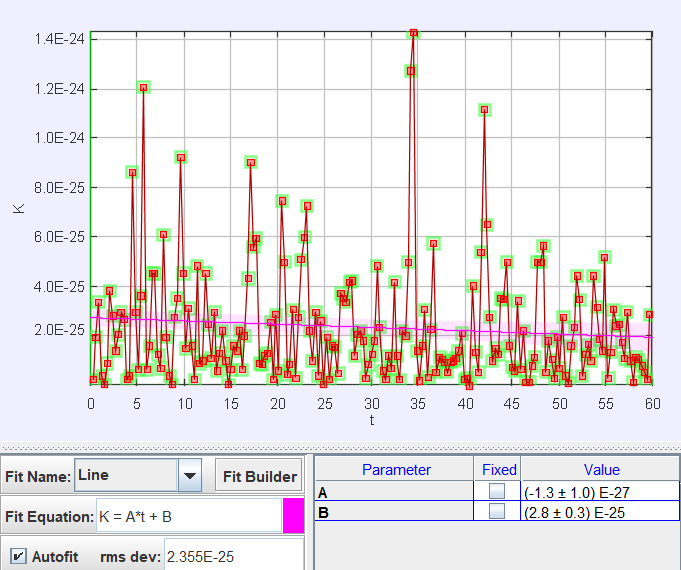 1.4E-24
1.2E-24
1.0E-24
8.0E-25
6.0E-25
4.0E-25
2.0E-25
K
0 5 10 15 20 25 30 35 40 45 50 55 60
t
Fit Name: Line Fit Builder
Fit Equation: K = A*t + B
Autofit rms dev: 2.355E-25
Parameter Fixed Value
A (-1.3 ± 1.0) E-27
B (2.8 ± 0.3) E-25